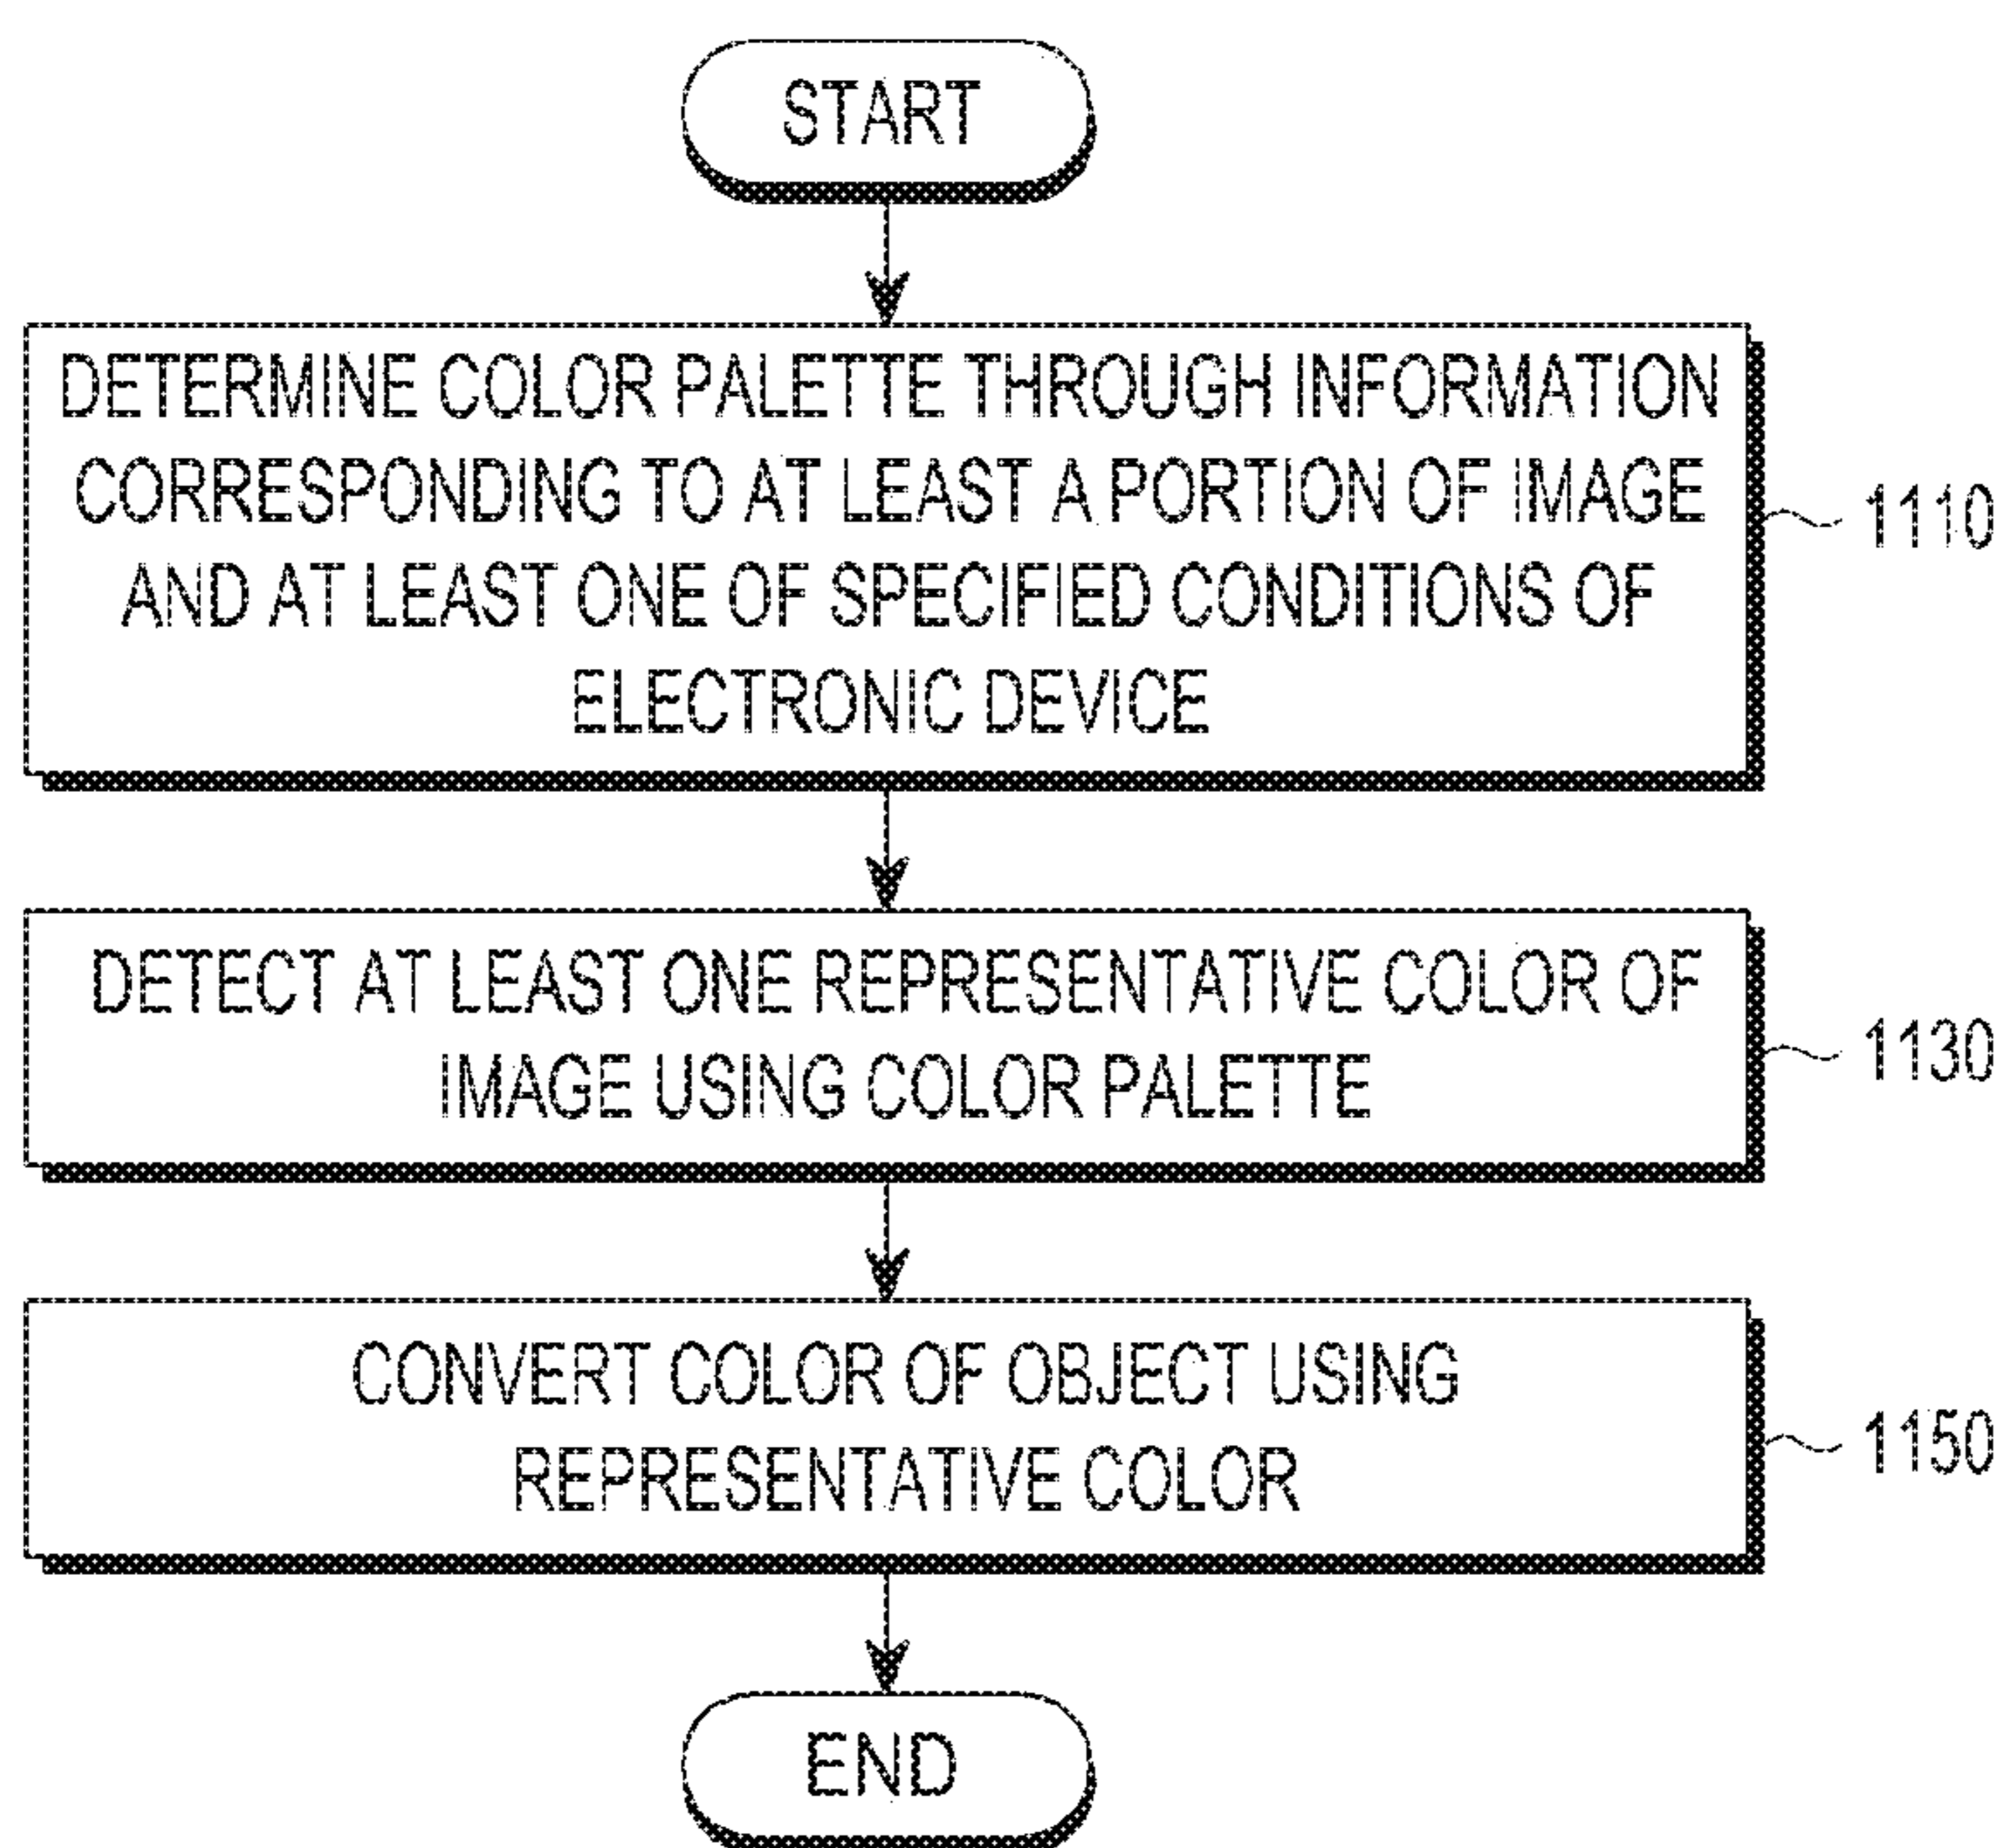 START
DETERMINE COLOR PALETTE THROUGH INFORMATION
CORRESPONDING TO AT LEAST A PORTION OF IMAGE
AND AT LEAST ONE OF SPECIFIED CONDITIONS OF
ELECTRONIC DEVICE
1110
DETECT AT LEAST ONE REPRESENTATIVE COLOR OF
IMAGE USING COLOR PALETTE
1130
CONVERT COLOR OF OBJECT USING
REPRESENTATIVE COLOR
1150
END